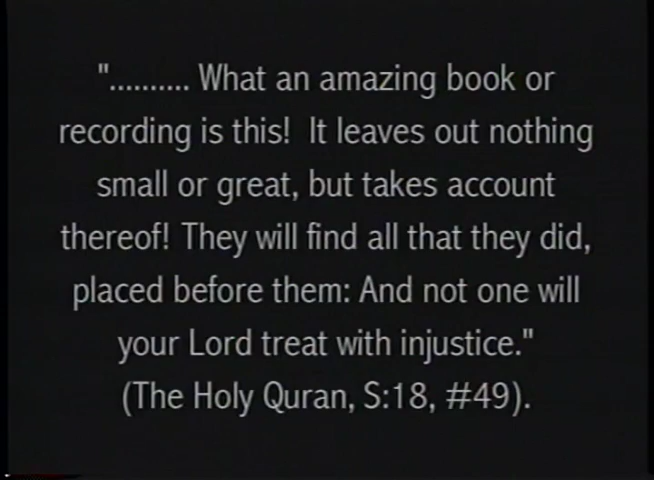 ".......... What an amazing book or
recording is this!  It leaves out nothing
small or great, but takes account
thereof! They will find all that they did,
placed before them: And not one will
your Lord treat with injustice."
(The Holy Quran, S:18, #49).